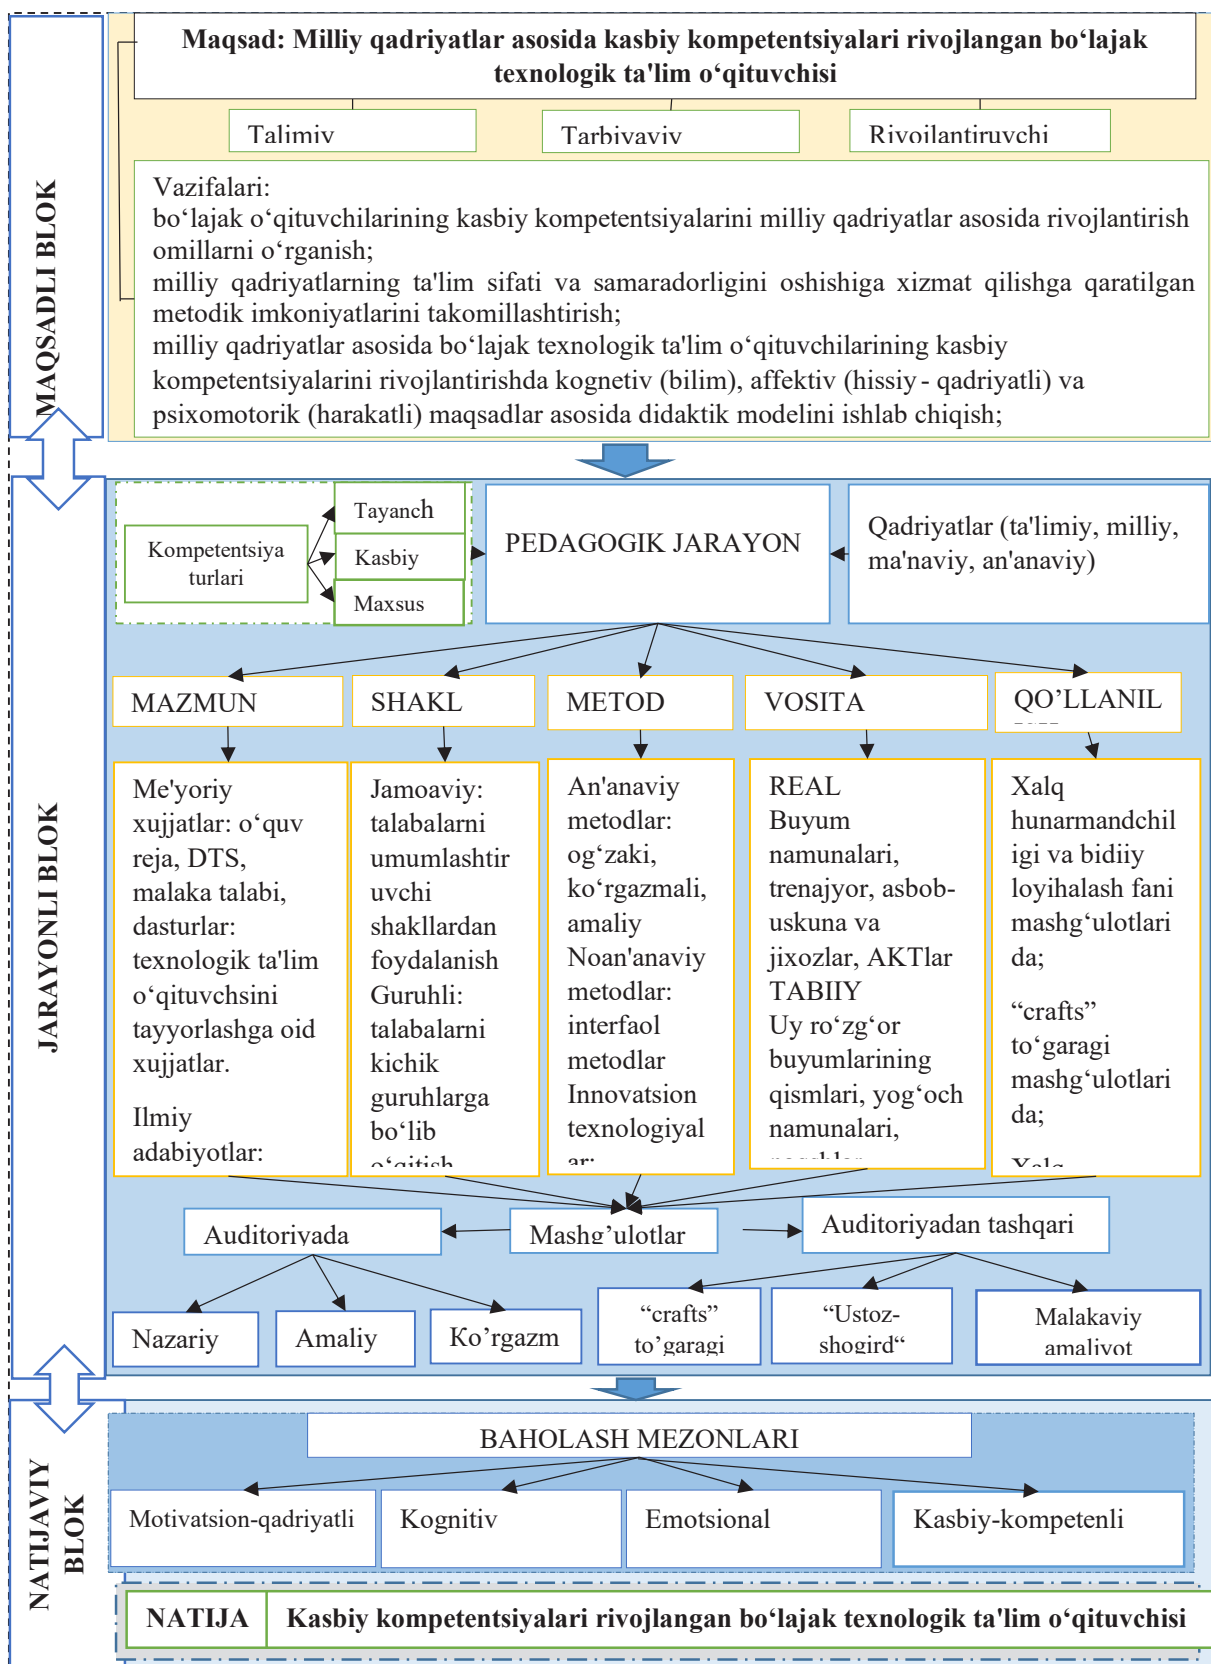 Maqsad: Milliy qadriyatlar asosida kasbiy kompetentsiyalari rivojlangan bo‘lajak
texnologik ta'lim o‘qituvchisi
Talimiy
Tarbiyaviy
Rivojlantiruvchi
MAQSADLI BLOK
Vazifalari:
bo‘lajak o‘qituvchilarining kasbiy kompetentsiyalarini milliy qadriyatlar asosida rivojlantirish
omillarni o‘rganish;
milliy qadriyatlarning ta'lim sifati va samaradorligini oshishiga xizmat qilishga qaratilgan
metodik imkoniyatlarini takomillashtirish;
milliy qadriyatlar asosida bo‘lajak texnologik ta'lim o‘qituvchilarining kasbiy
kompetentsiyalarini rivojlantirishda kognetiv (bilim), affektiv (hissiy - qadriyatli) va
psixomotorik (harakatli) maqsadlar asosida didaktik modelini ishlab chiqish;
JARAYONLI BLOK
Kompetentsiya
turlari
Tayanch
Kasbiy
Maxsus
PEDAGOGIK JARAYON
Qadriyatlar (ta'limiy, milliy,
ma'naviy, an'anaviy)
MAZMUN
SHAKL
METOD
VOSITA
QO’LLANIL
Me'yoriy
xujjatlar: o‘quv
reja, DTS,
malaka talabi,
dasturlar:
texnologik ta'lim
o‘qituvchsini
tayyorlashga oid
xujjatlar.
Ilmiy
adabiyotlar:
Jamoaviy:
talabalarni
umumlashtir
uvchi
shakllardan
foydalanish
Guruhli:
talabalarni
kichik
guruhlarga
bo‘lib
o‘qitish
An'anaviy
metodlar:
og‘zaki,
ko‘rgazmali,
amaliy
Noan'anaviy
metodlar:
interfaol
metodlar
Innovatsion
texnologiyal
ar:
REAL
Buyum
namunalari,
trenajyor, asbob-
uskuna va
jixozlar, AKTlar
TABIIY
Uy ro‘zg‘or
buyumlarining
qismlari, yog‘och
namunalari,
Xalq
hunarmandchil
igi va bidiiy
loyihalash fani
mashg‘ulotlari
da;
“crafts”
to‘garagi
mashg‘ulotlari
da;
Xalq
Auditoriyada
Mashg’ulotlar
Auditoriyadan tashqari
Nazariy
Amaliy
Ko’rgazm
“crafts”
to’garagi
“Ustoz-
shogird“
Malakaviy
amaliyot
NATIJAVIY
BLOK
BAHOLASH MEZONLARI
Motivatsion-qadriyatli
Kognitiv
Emotsional
Kasbiy-kompetenli
NATIJA
Kasbiy kompetentsiyalari rivojlangan bo‘lajak texnologik ta'lim o‘qituvchisi